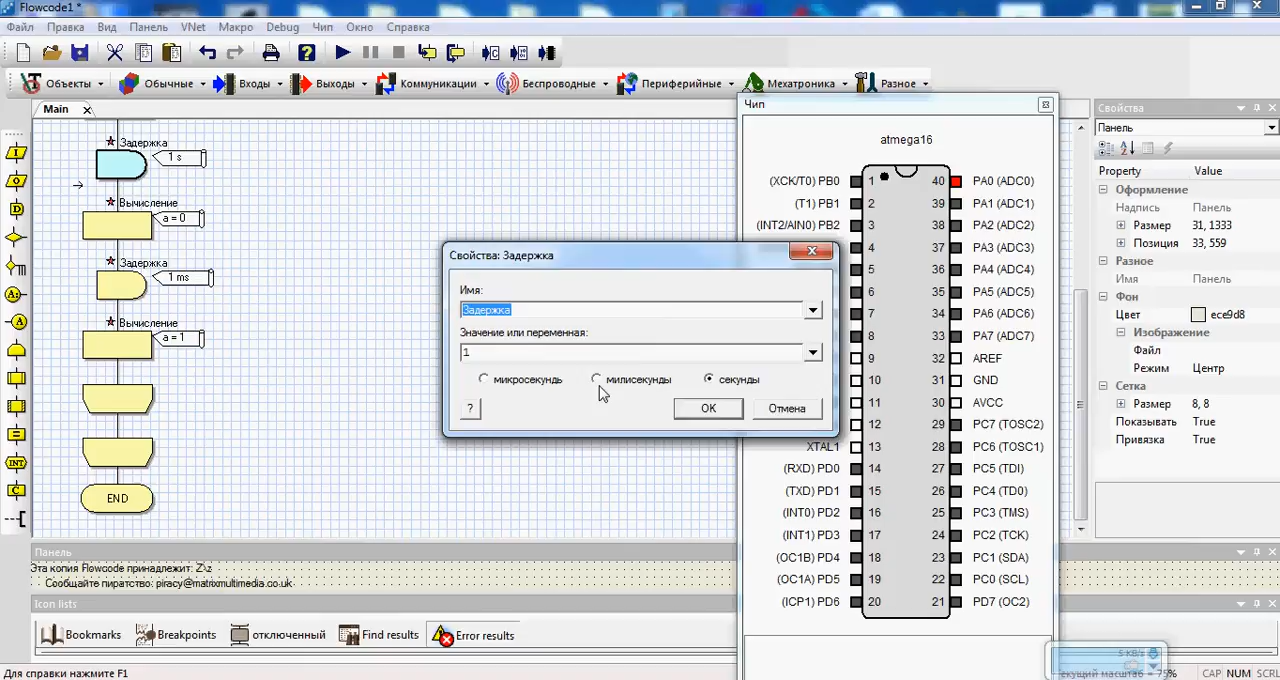 Flowcode1 *
Файл Правка Вид Панель VNet Макро Debug Чип Окно Справка
Объекты Обычные Входы Выходы Коммуникации Беспроводные Периферийные Мехатроника Разное
Main
Чип
Свойства
Панель
Property Value
Оформление
Надпись Панель
Размер 31, 1333
Позиция 33, 559
Разное
Имя Панель
Фон
Цвет ece9d8
Изображение
Файл
Режим Центр
Сетка
Размер 8, 8
Показывать True
Привязка True
Задержка
1 s
Вычисление
a = 0
Задержка
1 ms
Вычисление
a = 1
END
Свойства: Задержка
Имя:
Задержка
Значение или переменная:
1
микросекундь милисекунды секунды
? OK Отмена
atmega16
(XCK/T0) PB0 1 40 PA0 (ADC0)
(T1) PB1 2 39 PA1 (ADC1)
(INT2/AIN0) PB2 3 38 PA2 (ADC2)
4 37 PA3 (ADC3)
5 36 PA4 (ADC4)
6 35 PA5 (ADC5)
7 34 PA6 (ADC6)
8 33 PA7 (ADC7)
9 32 AREF
10 31 GND
11 30 AVCC
12 29 PC7 (TOSC2)
XTAL1 13 28 PC6 (TOSC1)
(RXD) PD0 14 27 PC5 (TDI)
(TXD) PD1 15 26 PC4 (TD0)
(INT0) PD2 16 25 PC3 (TMS)
(INT1) PD3 17 24 PC2 (TCK)
(OC1B) PD4 18 23 PC1 (SDA)
(OC1A) PD5 19 22 PC0 (SCL)
(ICP1) PD6 20 21 PD7 (OC2)
Панель
Эта копия Flowcode принадлежит: Z\z
Сообщайте пиратство: piracy@matrixmultimedia.co.uk
Icon lists
Bookmarks Breakpoints отключенный Find results Error results
5 KB/s
Для справки нажмите F1
Текущий масштаб = 75% CAP NUM SCRL